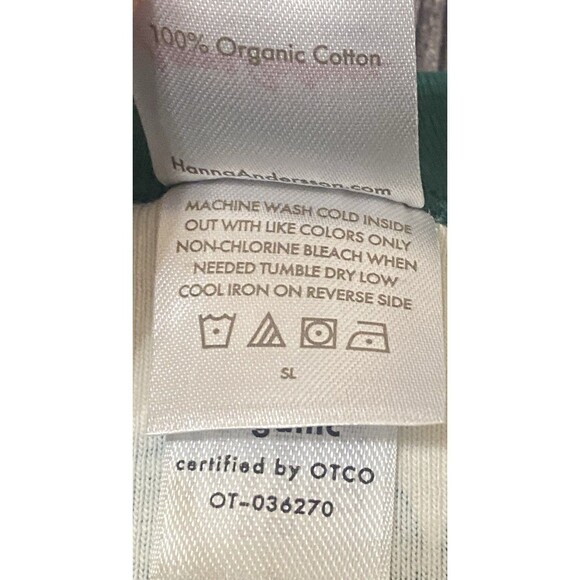 100% Organic Cotton
HannaAndersson.com
MACHINE WASH COLD INSIDE
OUT WITH LIKE COLORS ONLY
NON-CHLORINE BLEACH WHEN
NEEDED TUMBLE DRY LOW
COOL IRON ON REVERSE SIDE
SL
certified by OTCO
OT-036270